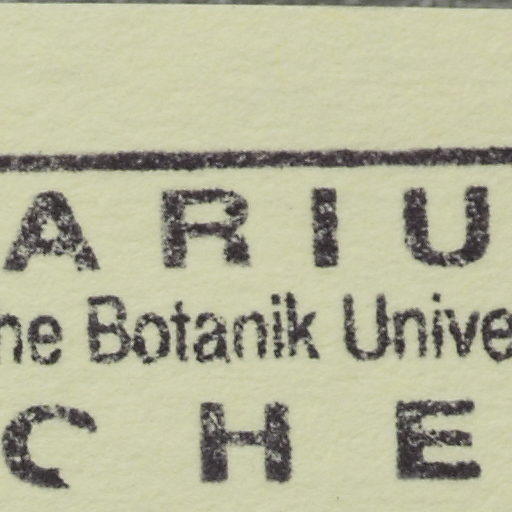 A R I U
ne Botanik Unive
C H E